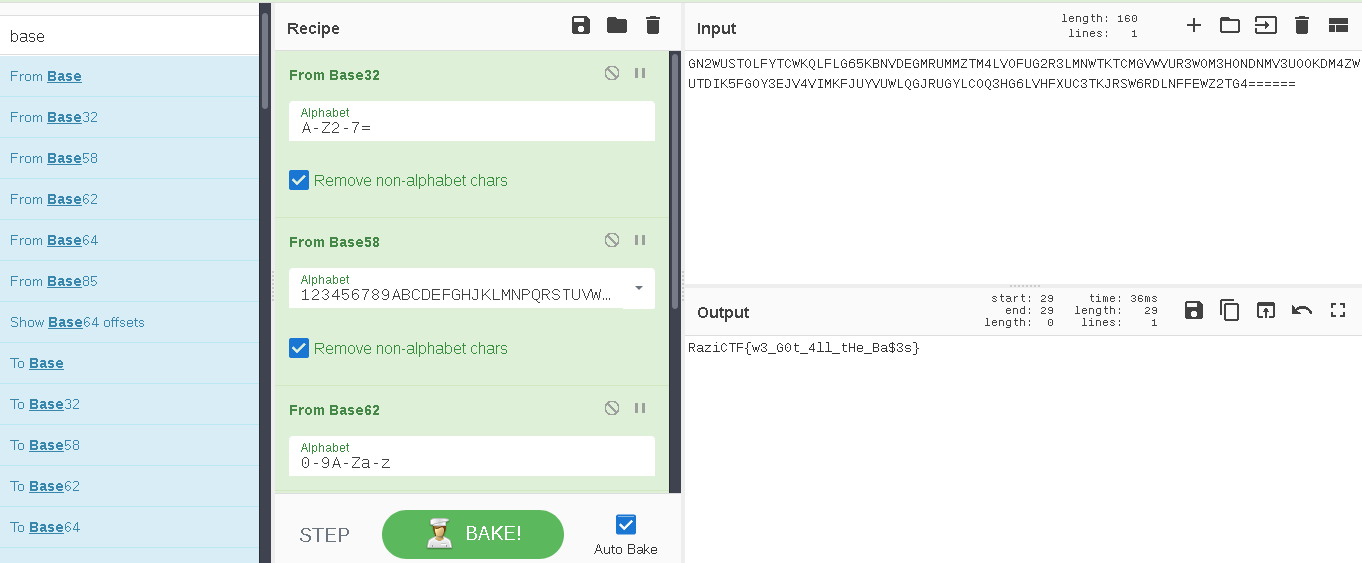 base
From Base
From Base32
From Base58
From Base62
From Base64
From Base85
Show Base64 offsets
To Base
To Base32
To Base58
To Base62
To Base64
Recipe
From Base32
Alphabet
A-Z2-7=
Remove non-alphabet chars
From Base58
Alphabet
123456789ABCDEFGHJKLMNPQRSTUVW…
Remove non-alphabet chars
From Base62
Alphabet
0-9A-Za-z
STEP
BAKE!
Auto Bake
Input
length: 160
lines: 1
GN2WUSTOLFYTCWKQLFLG65KBNVDEGMRUMMZTM4LVOFUG2R3LMNWTKTCMGVWVUR3WOM3HONDNMV3UOOKDM4ZW
UTDIK5FGOY3EJV4VIMKFJUYVUWLQGJRUGYLCOQ3HG6LVHFXUC3TKJRSW6RDLNFFEWZ2TG4======
Output
start: 29 time: 36ms
end: 29 length: 29
length: 0 lines: 1
RaziCTF{w3_G0t_4ll_tHe_Ba$3s}